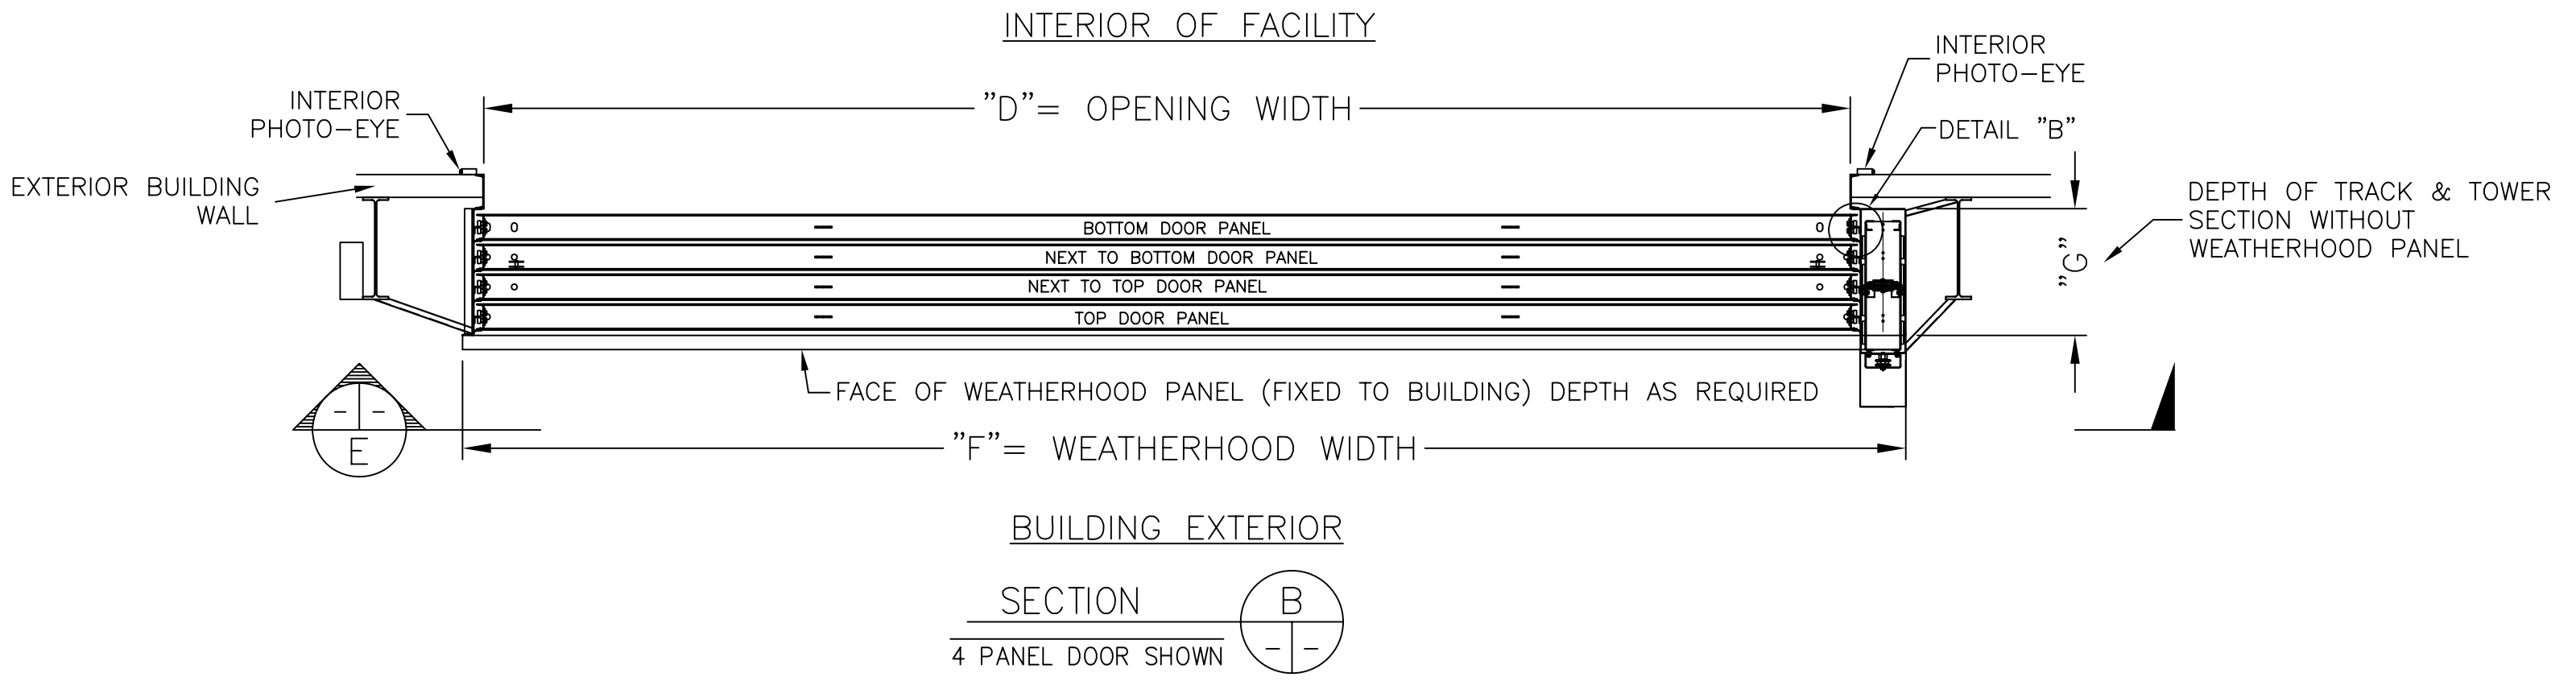 INTERIOR OF FACILITY
INTERIOR
PHOTO-EYE
INTERIOR
PHOTO-EYE
"D"= OPENING WIDTH
DETAIL "B"
EXTERIOR BUILDING
WALL
DEPTH OF TRACK & TOWER
SECTION WITHOUT
WEATHERHOOD PANEL
"G"
BOTTOM DOOR PANEL
NEXT TO BOTTOM DOOR PANEL
NEXT TO TOP DOOR PANEL
TOP DOOR PANEL
FACE OF WEATHERHOOD PANEL (FIXED TO BUILDING) DEPTH AS REQUIRED
- -
E
"F"= WEATHERHOOD WIDTH
BUILDING EXTERIOR
SECTION
B
- -
4 PANEL DOOR SHOWN